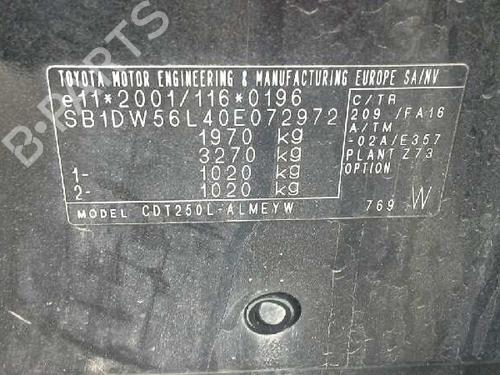 B-PARTS
TOYOTA MOTOR ENGINEERING & MANUFACTURING EUROPE SA/NV
e11*2001/116*0196
SB1DW56L40E072972
1970 kg
3270 kg
1- 1020 kg
2- 1020 kg
C/TR
209 /FA16
A/TM
-02A/E357
PLANT Z73
OPTION
MODEL CDT250L-ALMEYW
769 W